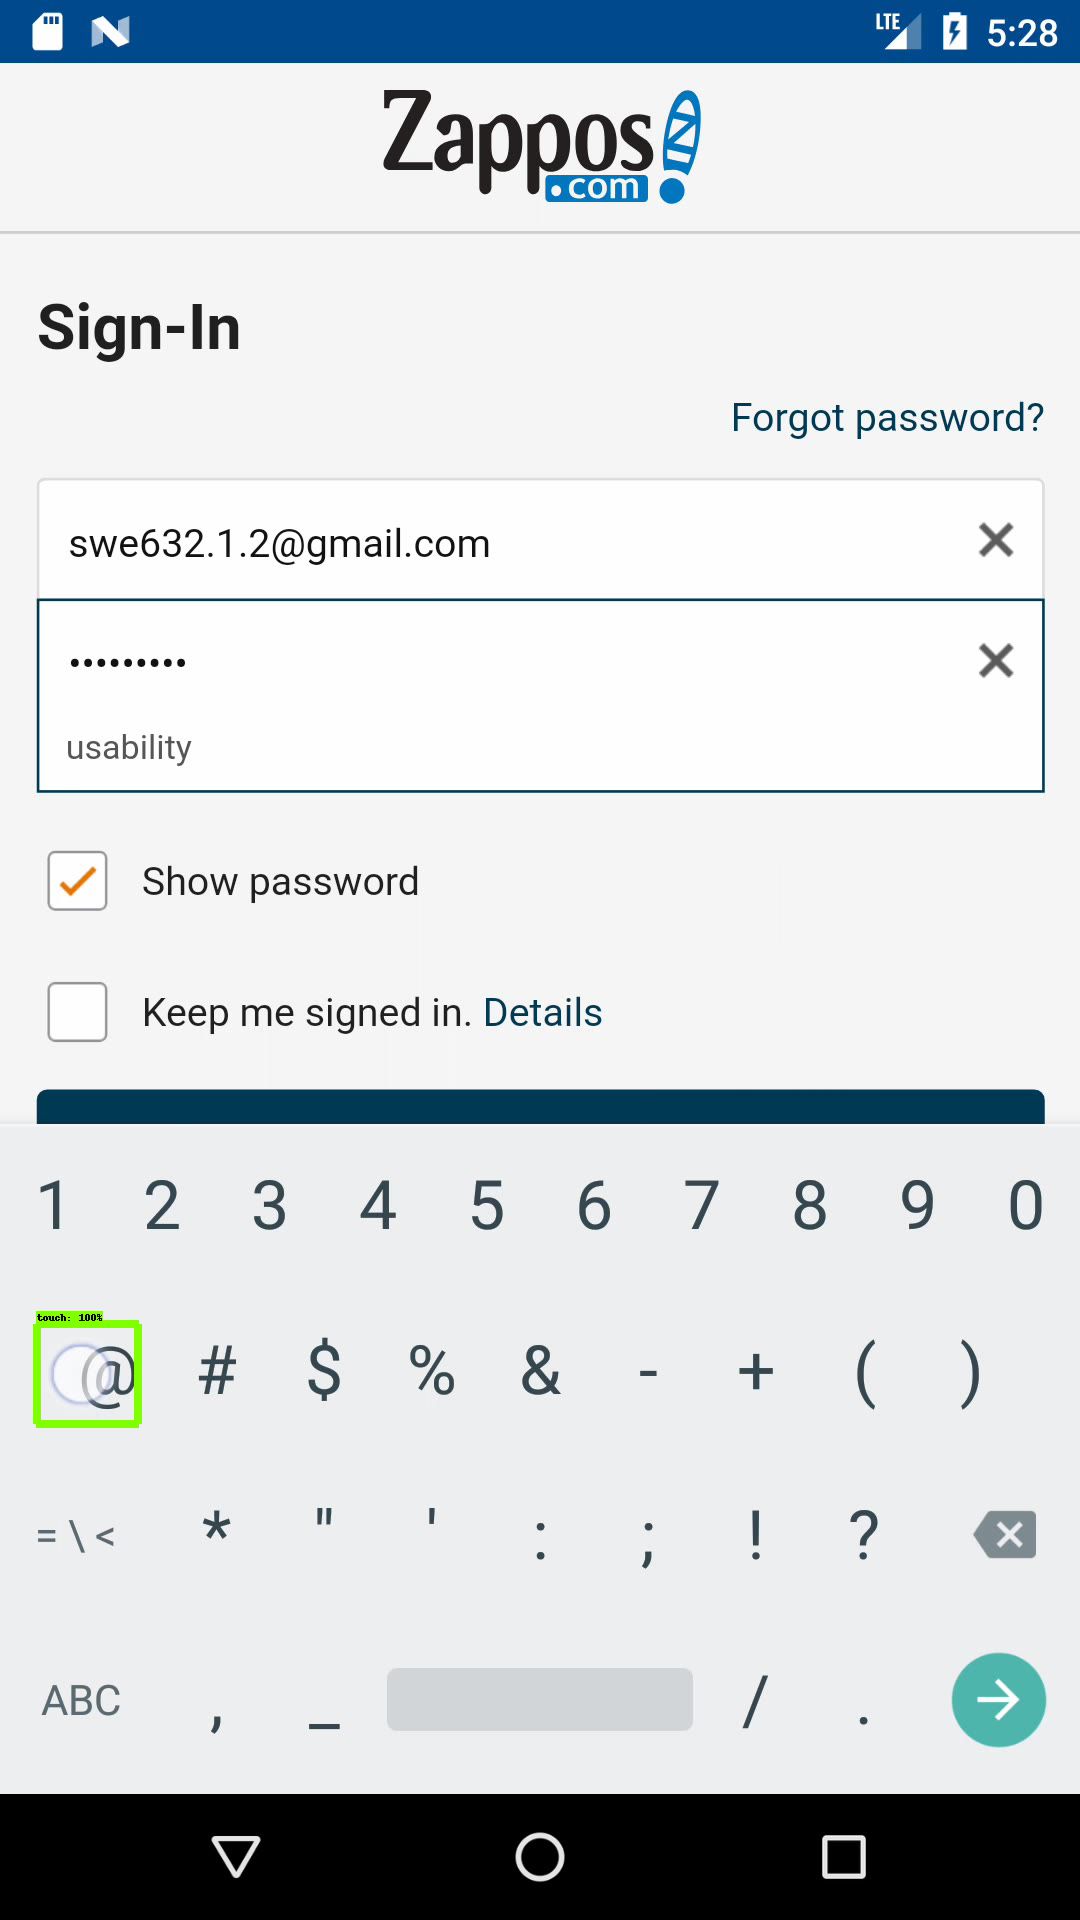 LTE 5:28
Zappos
.com
Sign-In
Forgot password?
swe632.1.2@gmail.com
•••••••••
usability
Show password
Keep me signed in. Details
1 2 3 4 5 6 7 8 9 0
touch: 100%
@ # $ % & - + ( )
= \ < * " ' : ; ! ?
ABC , _ / .